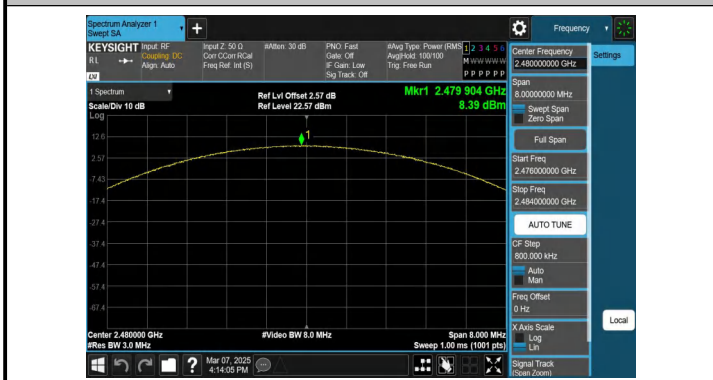 Spectrum Analyzer 1
Swept SA
Frequency
KEYSIGHT
RL
Input: RF
Coupling: DC
Align: Auto
Input Z: 50 Ω
Corr CCorr RCal
Freq Ref: Int (S)
#Atten: 30 dB
PNO: Fast
Gate: Off
IF Gain: Low
Sig Track: Off
#Avg Type: Power (RMS
Avg|Hold: 100/100
Trig: Free Run
1 2 3 4 5 6
M W W W W W
P P P P P P
Center Frequency
2.480000000 GHz
Settings
Span
8.00000000 MHz
Swept Span
Zero Span
Full Span
Start Freq
2.476000000 GHz
Stop Freq
2.484000000 GHz
AUTO TUNE
CF Step
800.000 kHz
Auto
Man
Freq Offset
0 Hz
X Axis Scale
Log
Lin
Signal Track
(Span Zoom)
Local
1 Spectrum
Scale/Div 10 dB
Ref Lvl Offset 2.57 dB
Ref Level 22.57 dBm
Mkr1 2.479 904 GHz
8.39 dBm
Log
1
12.6
2.57
-7.43
-17.4
-27.4
-37.4
-47.4
-57.4
-67.4
Center 2.480000 GHz
#Res BW 3.0 MHz
#Video BW 8.0 MHz
Span 8.000 MHz
Sweep 1.00 ms (1001 pts)
?
Mar 07, 2025
4:14:05 PM